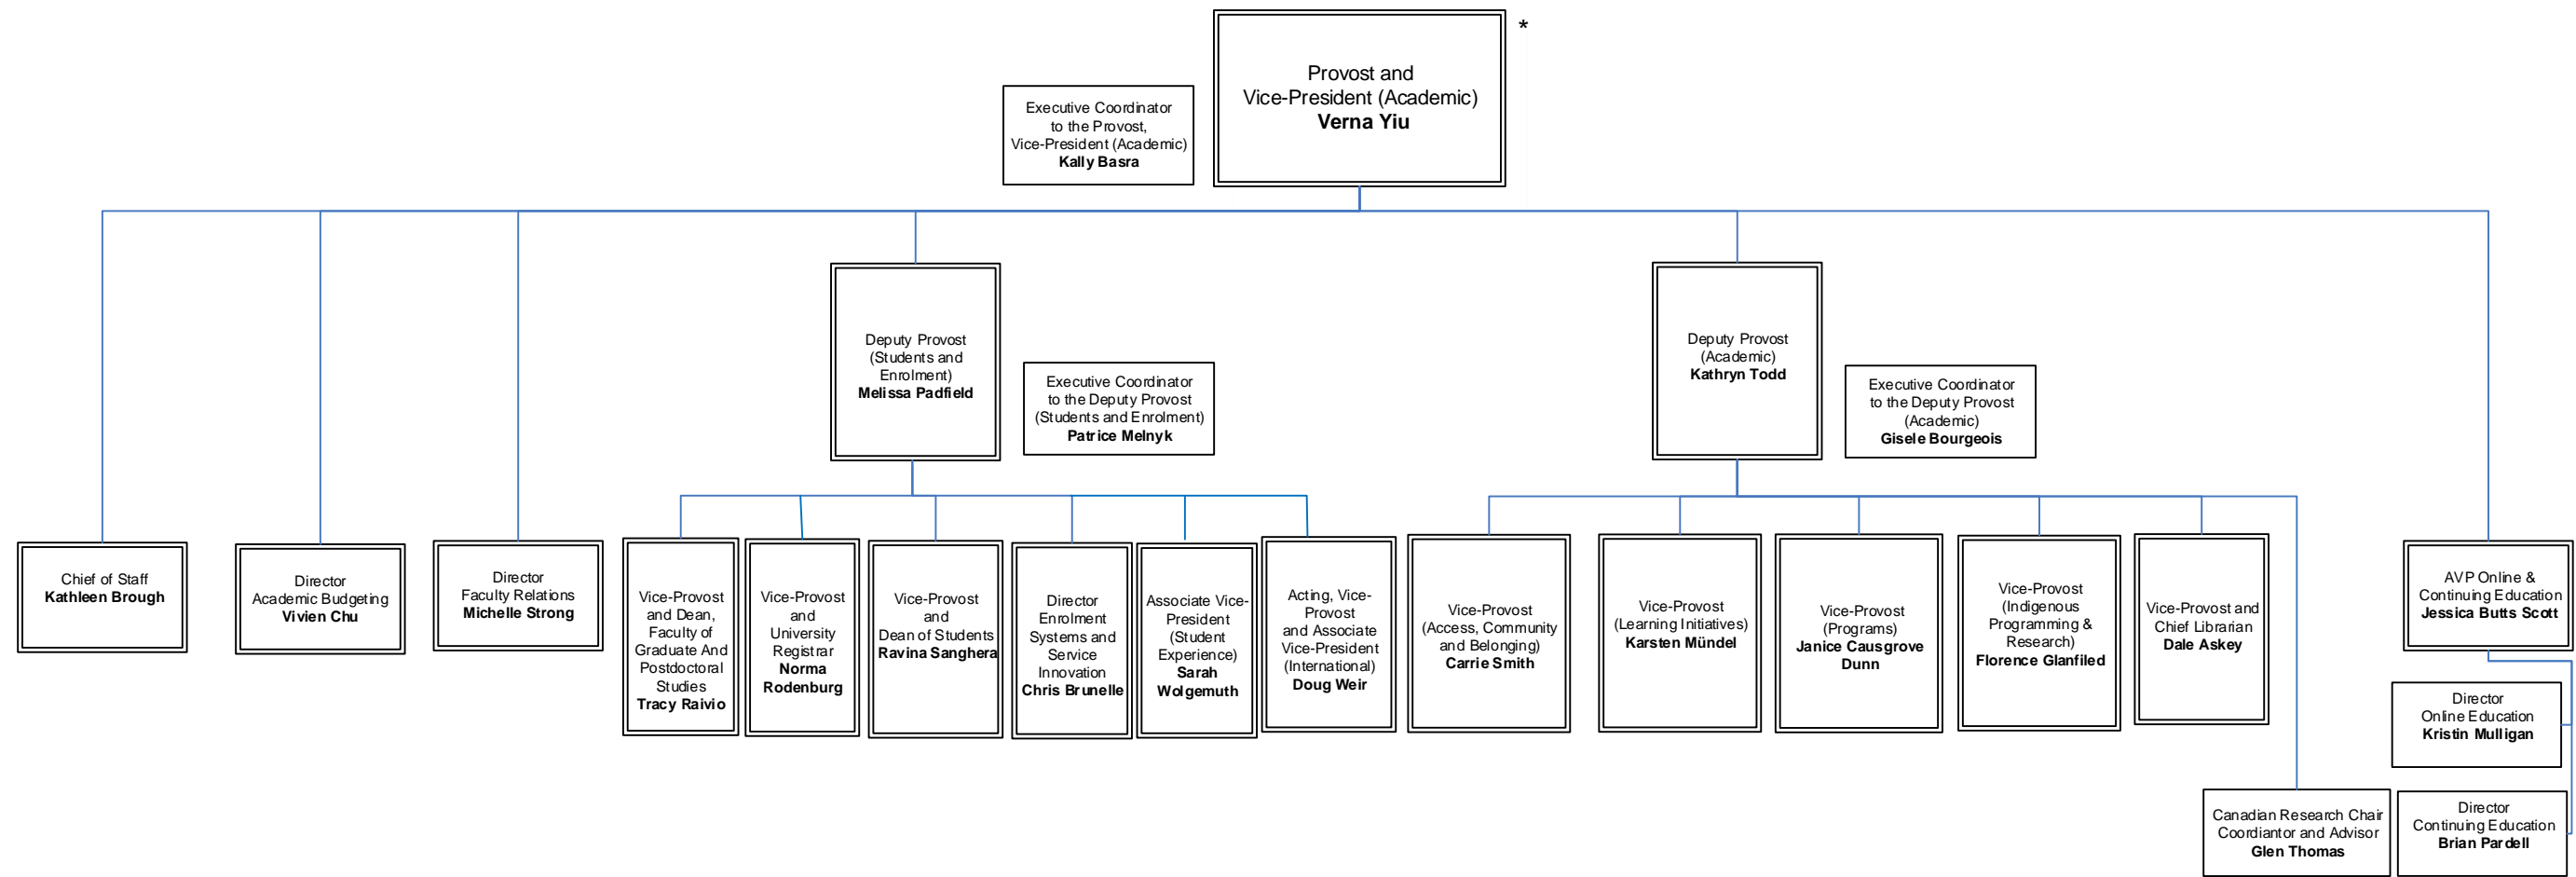 *
Provost and
Vice-President (Academic)
Verna Yiu
Executive Coordinator
to the Provost,
Vice-President (Academic)
Kally Basra
Deputy Provost
(Students and
Enrolment)
Melissa Padfield
Executive Coordinator
to the Deputy Provost
(Students and Enrolment)
Patrice Melnyk
Deputy Provost
(Academic)
Kathryn Todd
Executive Coordinator
to the Deputy Provost
(Academic)
Gisele Bourgeois
Chief of Staff
Kathleen Brough
Director
Academic Budgeting
Vivien Chu
Director
Faculty Relations
Michelle Strong
Vice-Provost
and Dean,
Faculty of
Graduate And
Postdoctoral
Studies
Tracy Raivio
Vice-Provost
and
University
Registrar
Norma
Rodenburg
Vice-Provost
and
Dean of Students
Ravina Sanghera
Director
Enrolment
Systems and
Service
Innovation
Chris Brunelle
Associate Vice-
President
(Student
Experience)
Sarah
Wolgemuth
Acting, Vice-
Provost
and Associate
Vice-President
(International)
Doug Weir
Vice-Provost
(Access, Community
and Belonging)
Carrie Smith
Vice-Provost
(Learning Initiatives)
Karsten Mündel
Vice-Provost
(Programs)
Janice Causgrove
Dunn
Vice-Provost
(Indigenous
Programming &
Research)
Florence Glanfiled
Vice-Provost and
Chief Librarian
Dale Askey
AVP Online &
Continuing Education
Jessica Butts Scott
Director
Online Education
Kristin Mulligan
Canadian Research Chair
Coordiantor and Advisor
Glen Thomas
Director
Continuing Education
Brian Pardell